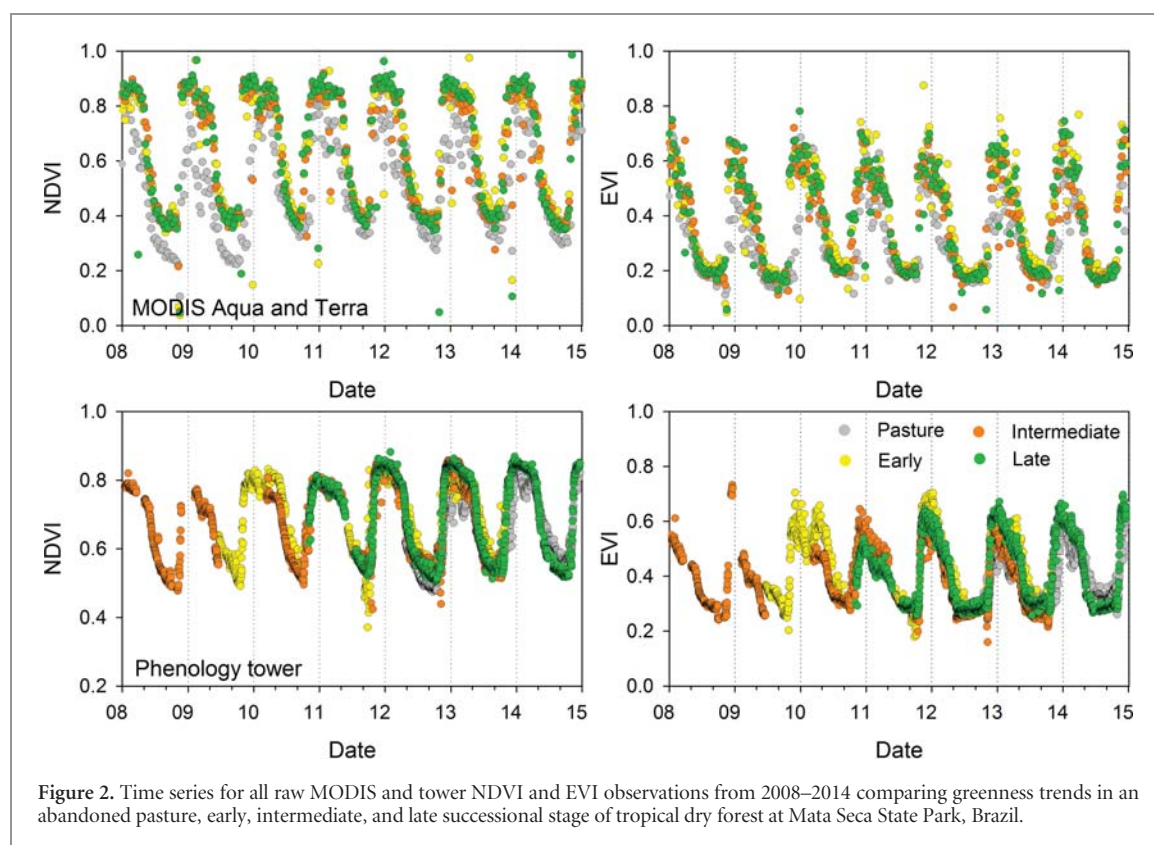 1.0
0.8
0.6
0.4
0.2
0.0
NDVI
MODIS Aqua and Terra
08 09 10 11 12 13 14 15
Date
1.0
0.8
0.6
0.4
0.2
0.0
EVI
08 09 10 11 12 13 14 15
Date
1.0
0.8
0.6
0.4
0.2
NDVI
Phenology tower
08 09 10 11 12 13 14 15
Date
1.0
0.8
0.6
0.4
0.2
0.0
EVI
Pasture Intermediate
Early Late
08 09 10 11 12 13 14 15
Date
Figure 2. Time series for all raw MODIS and tower NDVI and EVI observations from 2008–2014 comparing greenness trends in an
abandoned pasture, early, intermediate, and late successional stage of tropical dry forest at Mata Seca State Park, Brazil.